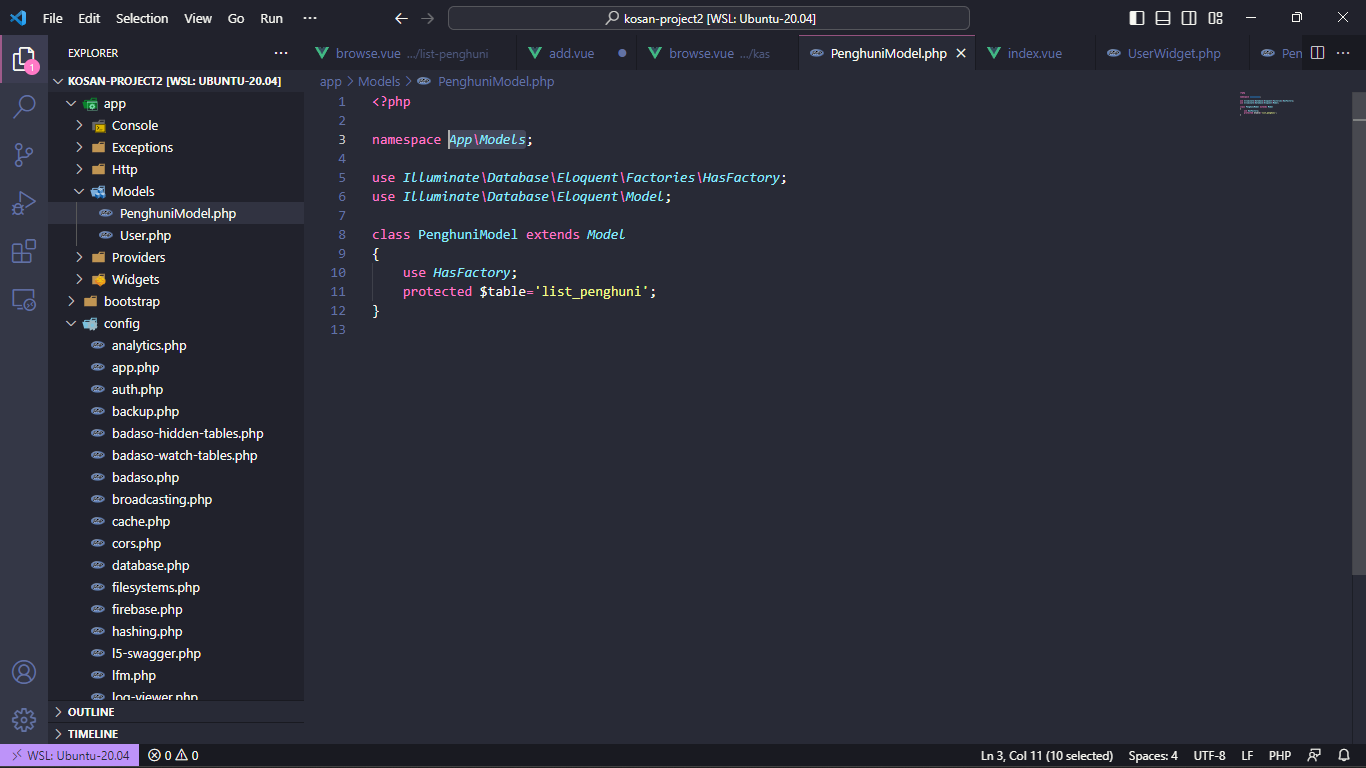 File Edit Selection View Go Run ···
kosan-project2 [WSL: Ubuntu-20.04]
EXPLORER
browse.vue .../list-penghuni
add.vue
browse.vue .../kas
PenghuniModel.php
index.vue
UserWidget.php
Pen
1
KOSAN-PROJECT2 [WSL: UBUNTU-20.04]
app
Console
Exceptions
Http
Models
PenghuniModel.php
User.php
Providers
Widgets
bootstrap
config
analytics.php
app.php
auth.php
backup.php
badaso-hidden-tables.php
badaso-watch-tables.php
badaso.php
broadcasting.php
cache.php
cors.php
database.php
filesystems.php
firebase.php
hashing.php
l5-swagger.php
lfm.php
log-viewer.php
OUTLINE
TIMELINE
app > Models > PenghuniModel.php
1 <?php
2
3 namespace App\Models;
4
5 use Illuminate\Database\Eloquent\Factories\HasFactory;
6 use Illuminate\Database\Eloquent\Model;
7
8 class PenghuniModel extends Model
9 {
10 use HasFactory;
11 protected $table='list_penghuni';
12 }
13
WSL: Ubuntu-20.04
0
0
Ln 3, Col 11 (10 selected)
Spaces: 4
UTF-8
LF
PHP